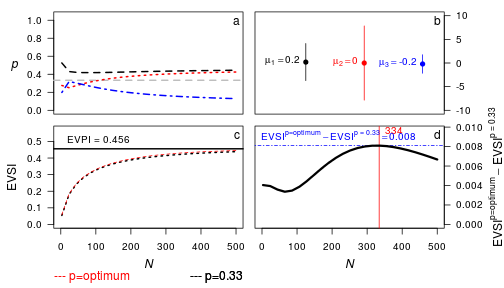 a
1.0
0.8
0.6
0.4
0.2
0.0
p
b
μ1 = 0.2
μ2 = 0
μ3 = -0.2
10
5
0
-5
-10
c
EVPI = 0.456
0.5
0.4
0.3
0.2
0.1
0.0
EVSI
0 100 200 300 400 500
N
d
334
EVSI^p=optimum − EVSI^p = 0.33 = 0.008
0.010
0.008
0.006
0.004
0.002
0.000
EVSI^p=optimum − EVSI^p = 0.33
0 100 200 300 400 500
N
--- p=optimum
--- p=0.33